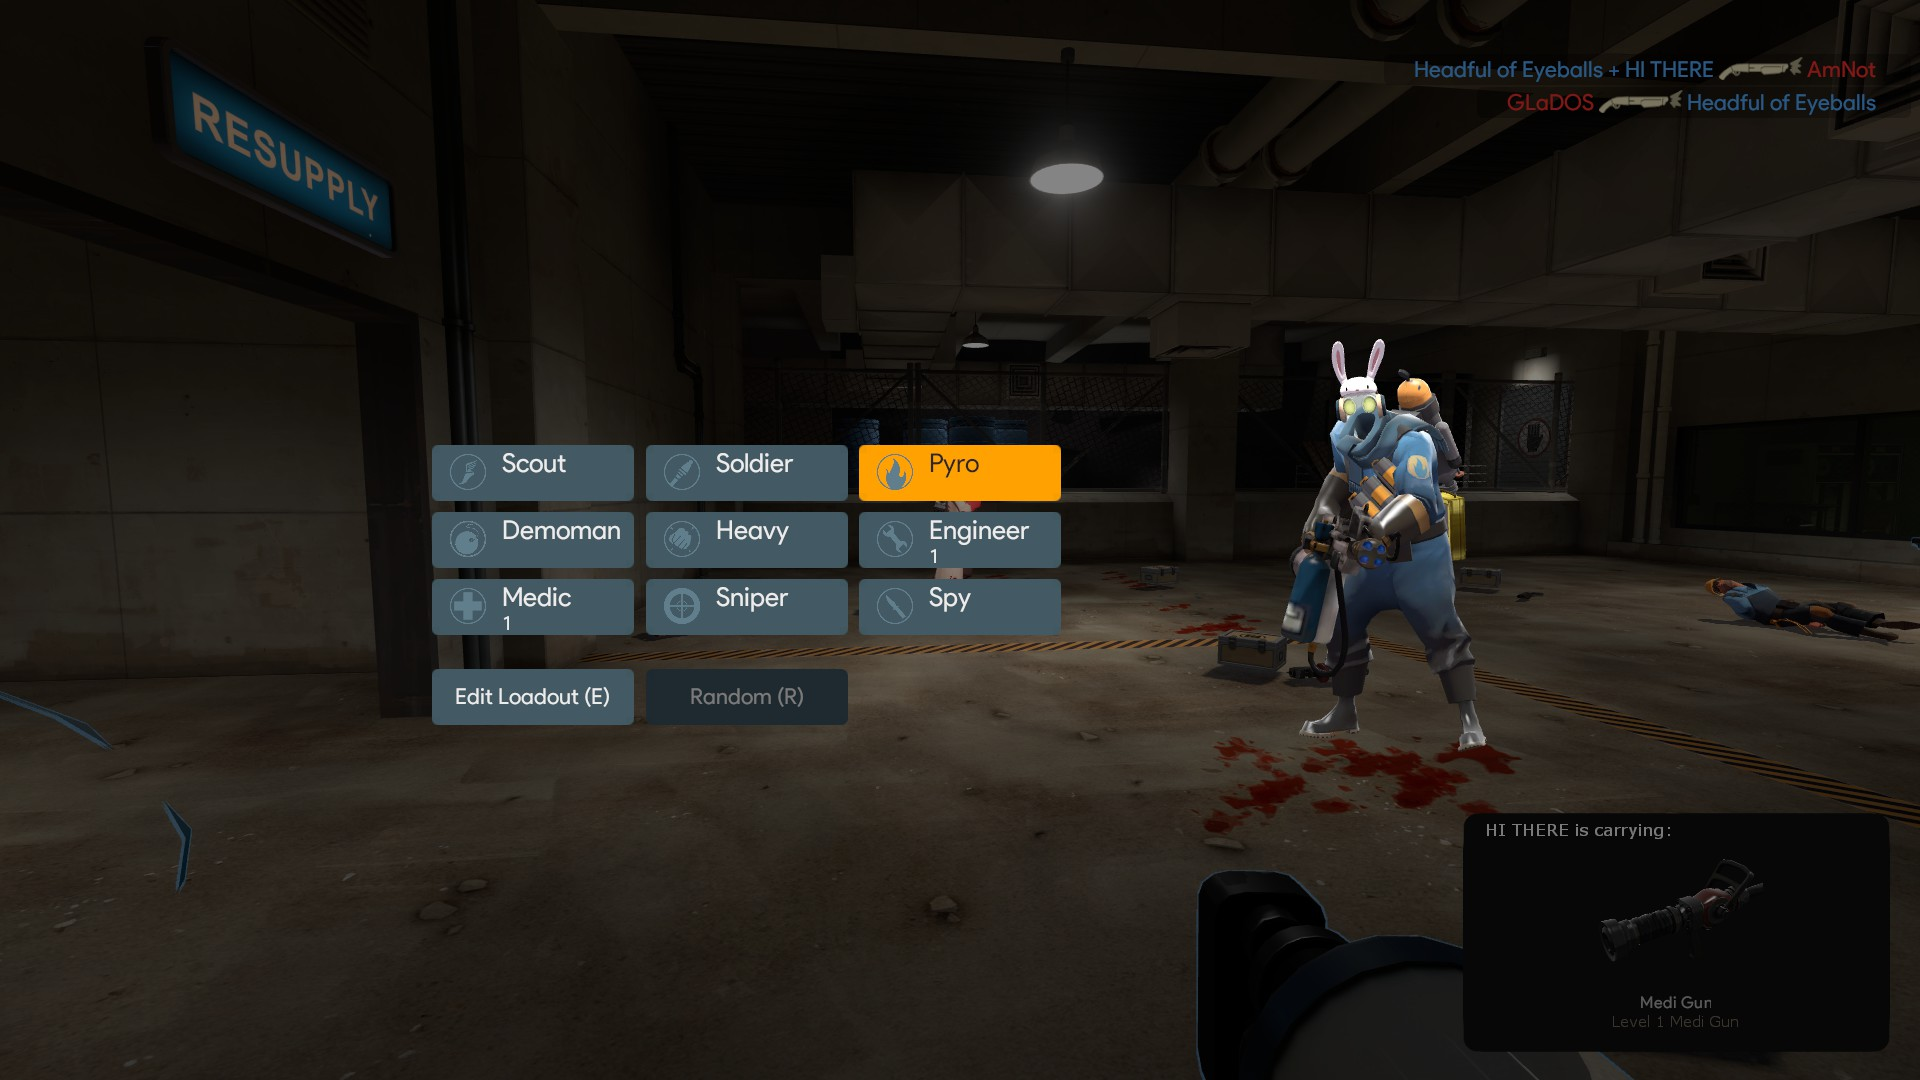 RESUPPLY
Headful of Eyeballs + HI THERE AmNot
GLaDOS Headful of Eyeballs
Scout
Soldier
Pyro
Demoman
Heavy
Engineer
1
Medic
1
Sniper
Spy
Edit Loadout (E)
Random (R)
HI THERE is carrying:
Medi Gun
Level 1 Medi Gun